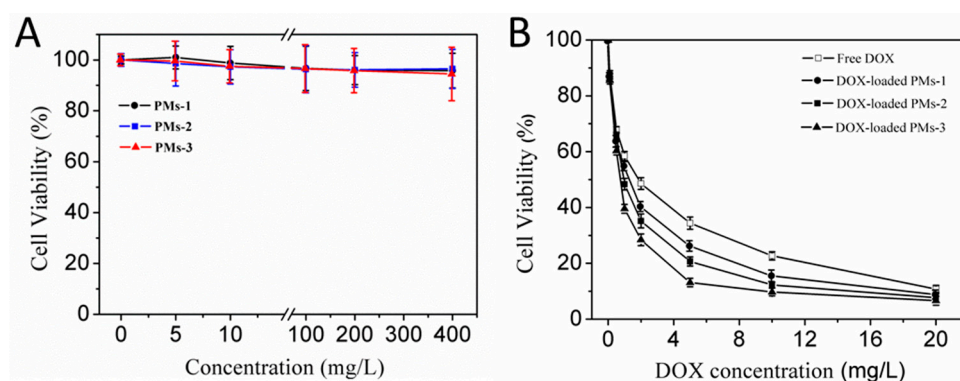 A
100
80
60
40
20
0
Cell Viability (%)
PMs-1
PMs-2
PMs-3
0 5 10 100 200 300 400
Concentration (mg/L)
B
100
80
60
40
20
0
Cell Viability (%)
Free DOX
DOX-loaded PMs-1
DOX-loaded PMs-2
DOX-loaded PMs-3
0 4 8 12 16 20
DOX concentration (mg/L)